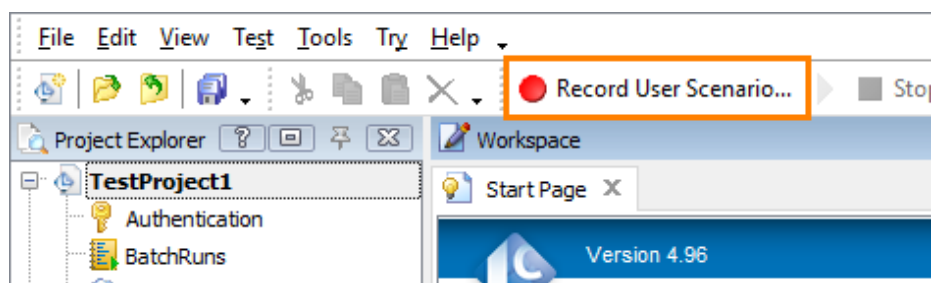 File Edit View Test Tools Try Help
Record User Scenario... Stop
Project Explorer ? Workspace
TestProject1 Start Page X
Authentication
BatchRuns Version 4.96